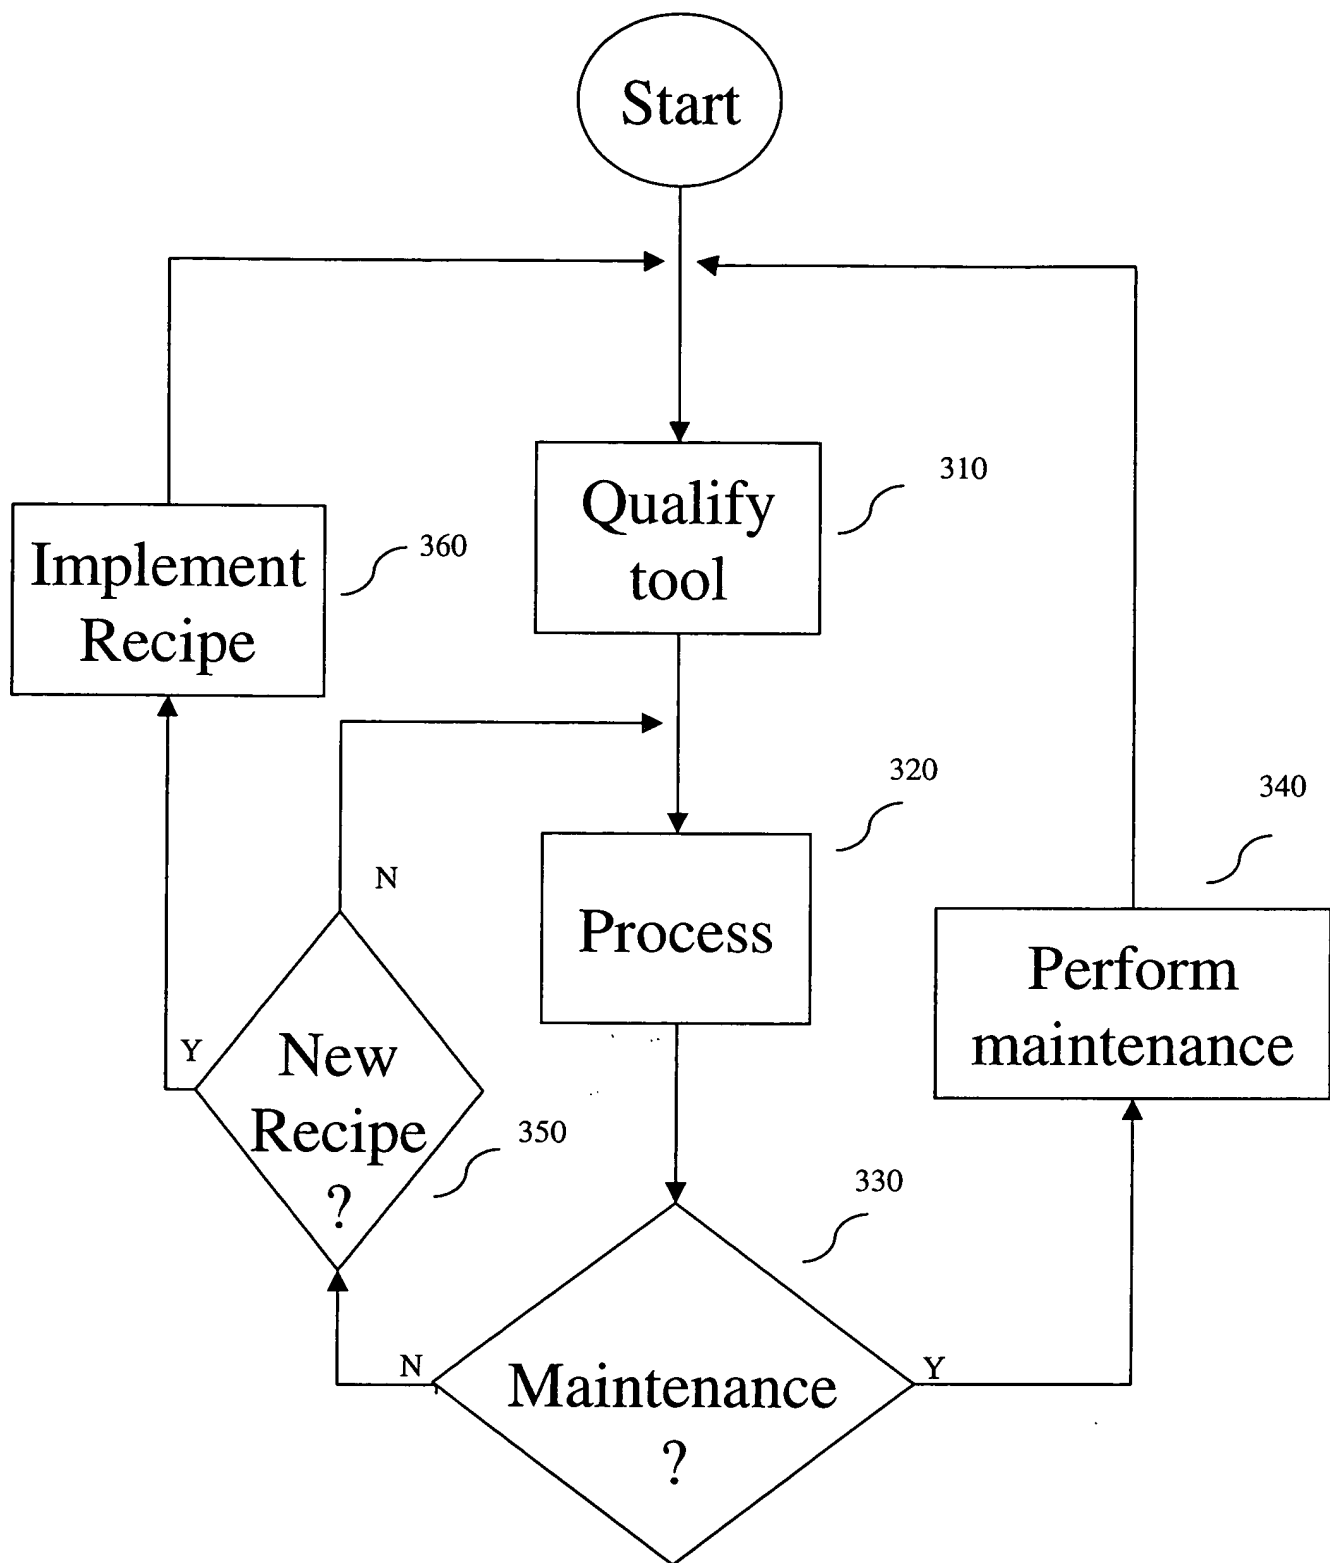 Start
310
Qualify
tool
360
Implement
Recipe
320
340
N
Process
Perform
maintenance
Y
New
Recipe
?
350
330
N
Y
Maintenance
?